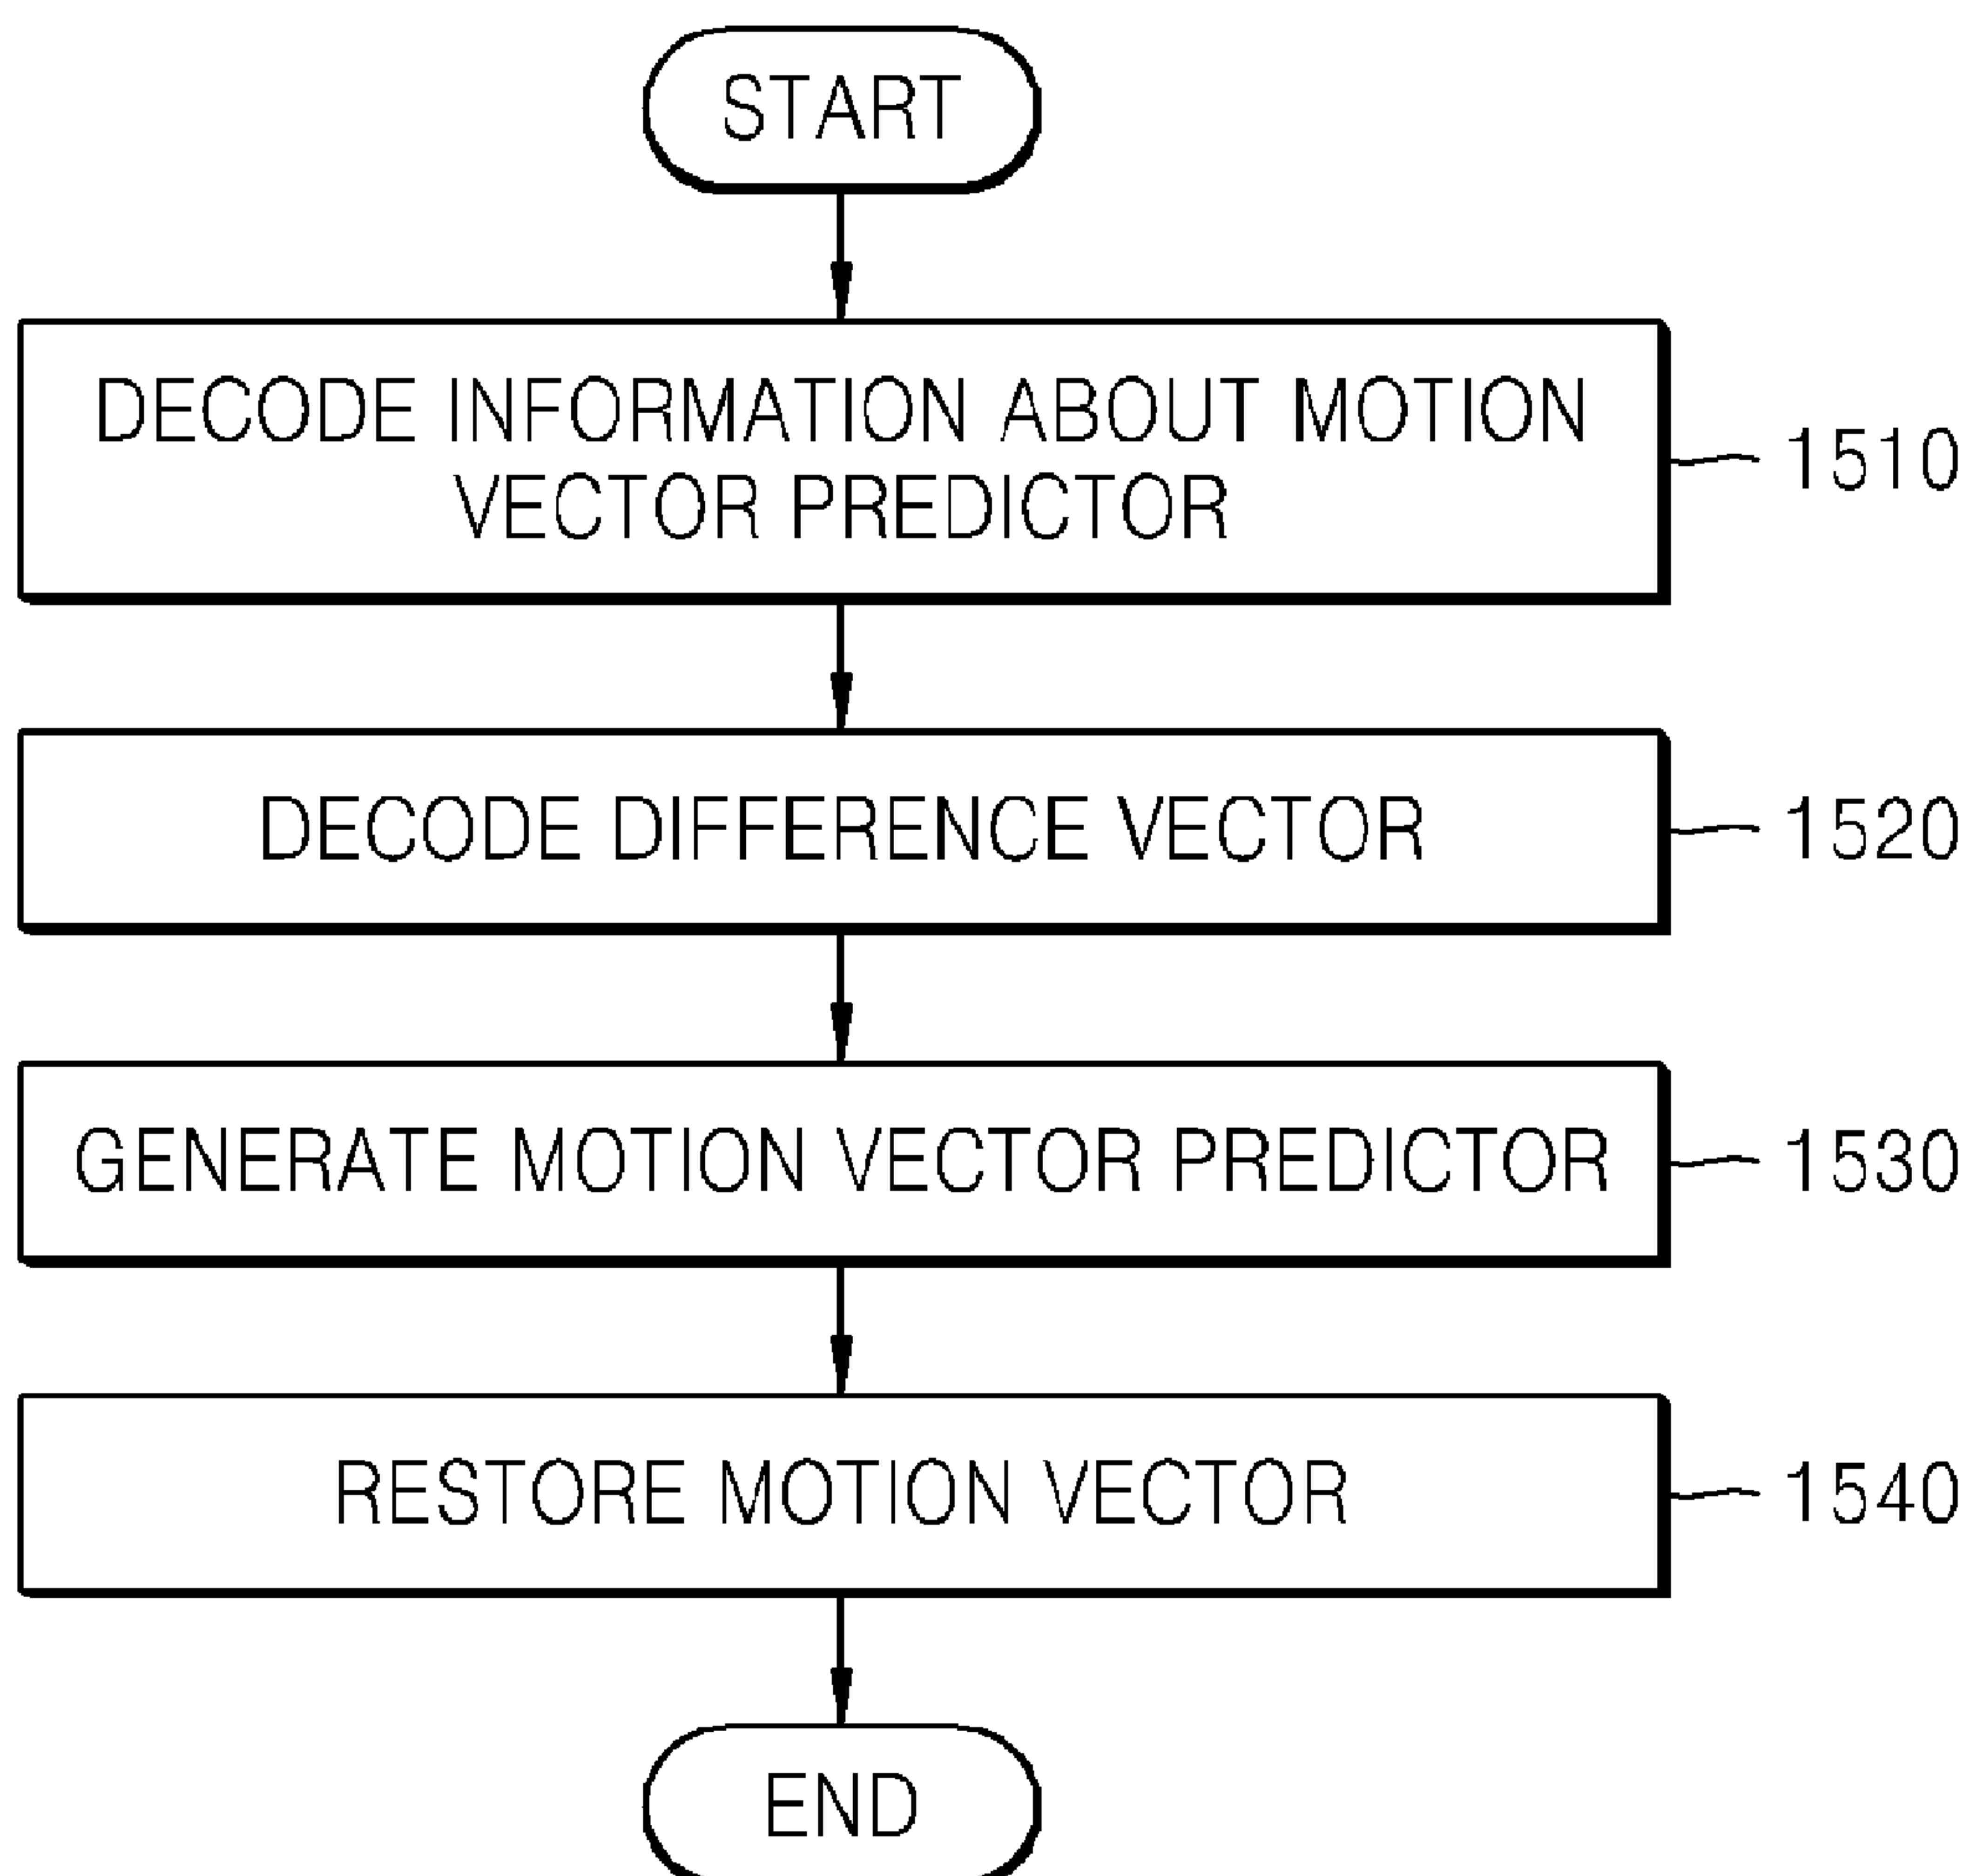 START
DECODE INFORMATION ABOUT MOTION
VECTOR PREDICTOR
1510
DECODE DIFFERENCE VECTOR
1520
GENERATE MOTION VECTOR PREDICTOR
1530
RESTORE MOTION VECTOR
1540
END